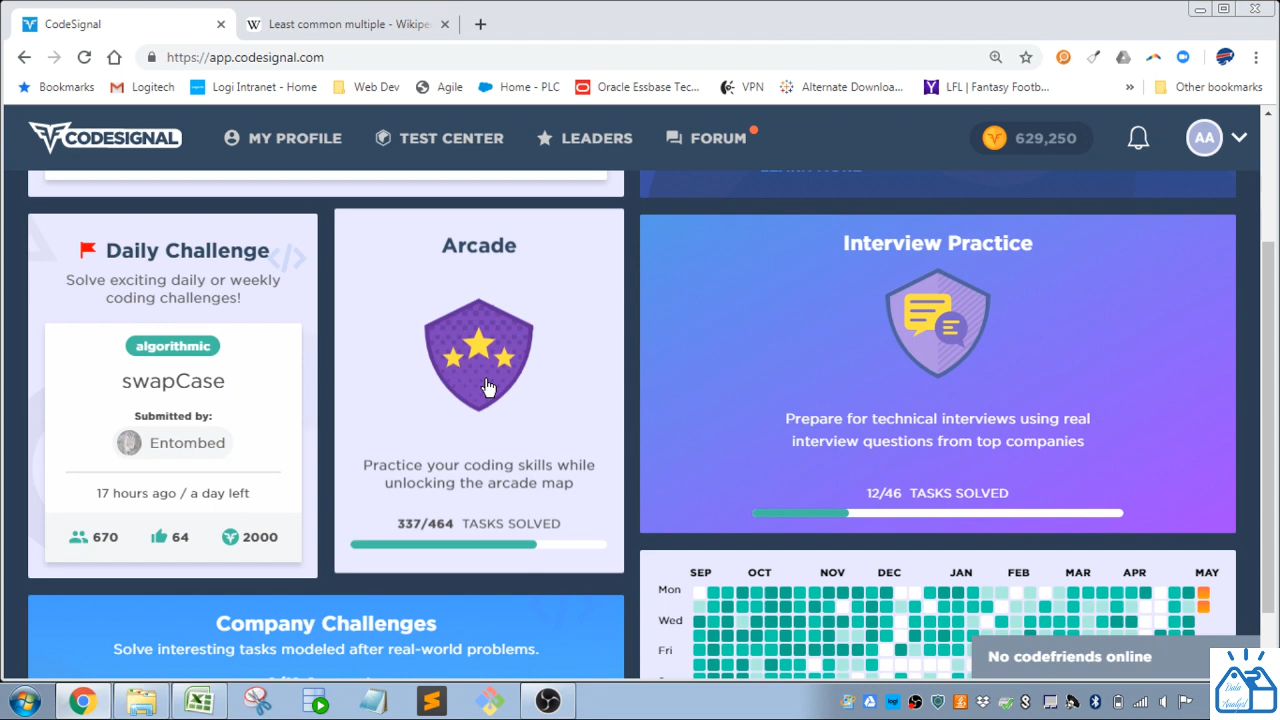 CodeSignal
Least common multiple - Wikipe
https://app.codesignal.com
Bookmarks
Logitech
Logi Intranet - Home
Web Dev
Agile
Home - PLC
Oracle Essbase Tec...
VPN
Alternate Downloa...
LFL | Fantasy Footb...
»
Other bookmarks
CODESIGNAL
MY PROFILE
TEST CENTER
LEADERS
FORUM
629,250
AA
LEARN MORE
Daily Challenge
Solve exciting daily or weekly
coding challenges!
algorithmic
swapCase
Submitted by:
Entombed
17 hours ago / a day left
670
64
2000
Arcade
Practice your coding skills while
unlocking the arcade map
337/464 TASKS SOLVED
Interview Practice
Prepare for technical interviews using real
interview questions from top companies
12/46 TASKS SOLVED
Company Challenges
Solve interesting tasks modeled after real-world problems.
SEP OCT NOV DEC JAN FEB MAR APR MAY
Mon
Wed
Fri
No codefriends online
Data
Analyst